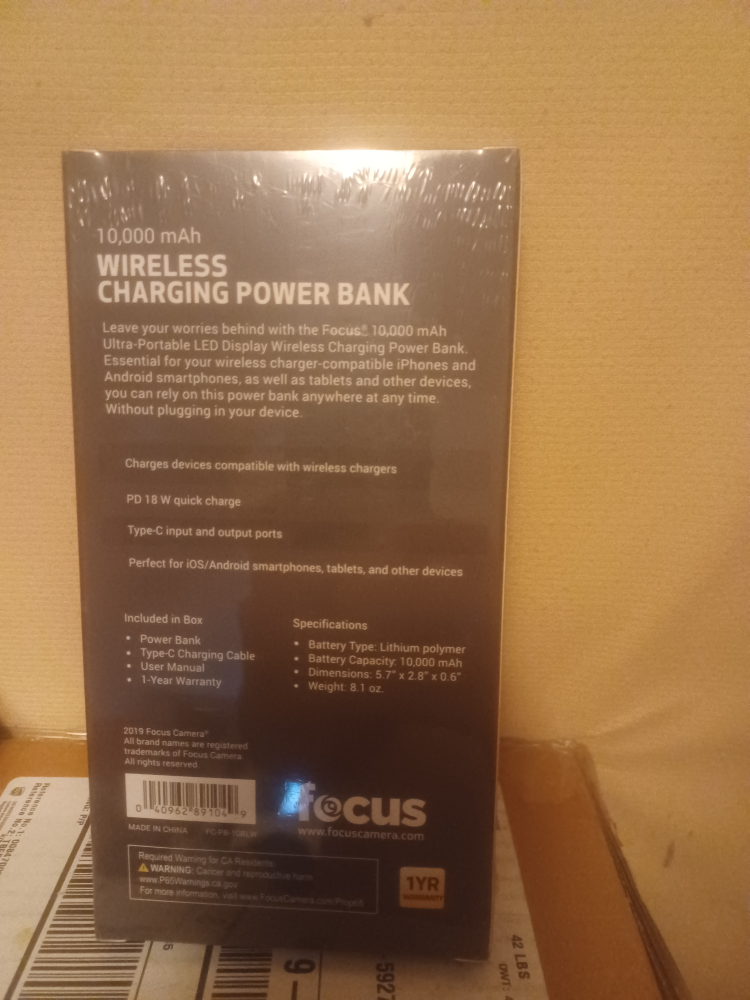 10,000 mAh
WIRELESS
CHARGING POWER BANK
Leave your worries behind with the Focus® 10,000 mAh
Ultra-Portable LED Display Wireless Charging Power Bank.
Essential for your wireless charger-compatible iPhones and
Android smartphones, as well as tablets and other devices,
you can rely on this power bank anywhere at any time.
Without plugging in your device.
Charges devices compatible with wireless chargers
PD 18 W quick charge
Type-C input and output ports
Perfect for iOS/Android smartphones, tablets, and other devices
Included in Box
• Power Bank
• Type-C Charging Cable
• User Manual
• 1-Year Warranty
Specifications
• Battery Type: Lithium polymer
• Battery Capacity: 10,000 mAh
• Dimensions: 5.7" x 2.8" x 0.6"
• Weight: 8.1 oz.
2019 Focus Camera®
All brand names are registered
trademarks of Focus Camera.
All rights reserved.
0 40962 89104 9
MADE IN CHINA
focus
www.focuscamera.com
Required Warning for CA Residents:
WARNING: Cancer and reproductive harm
www.P65Warnings.ca.gov
For more information, visit www.FocusCamera.com/Prop65
1YR
WARRANTY
42 LBS